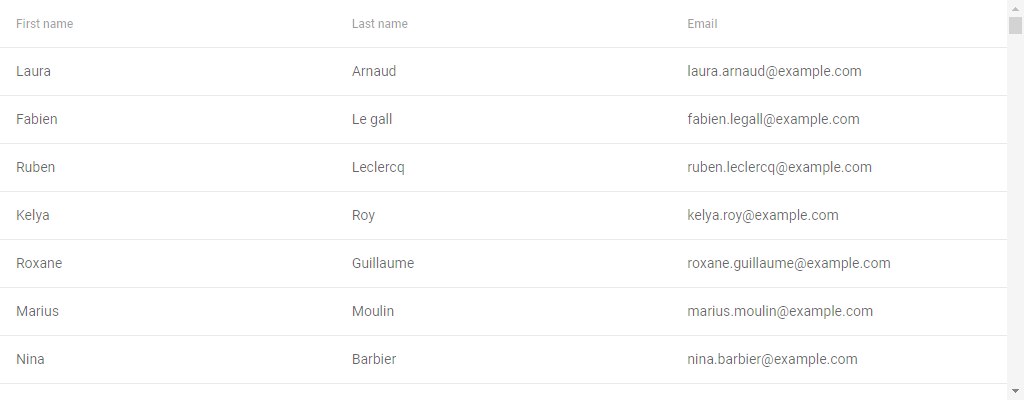 First name Last name Email
Laura Arnaud laura.arnaud@example.com
Fabien Le gall fabien.legall@example.com
Ruben Leclercq ruben.leclercq@example.com
Kelya Roy kelya.roy@example.com
Roxane Guillaume roxane.guillaume@example.com
Marius Moulin marius.moulin@example.com
Nina Barbier nina.barbier@example.com